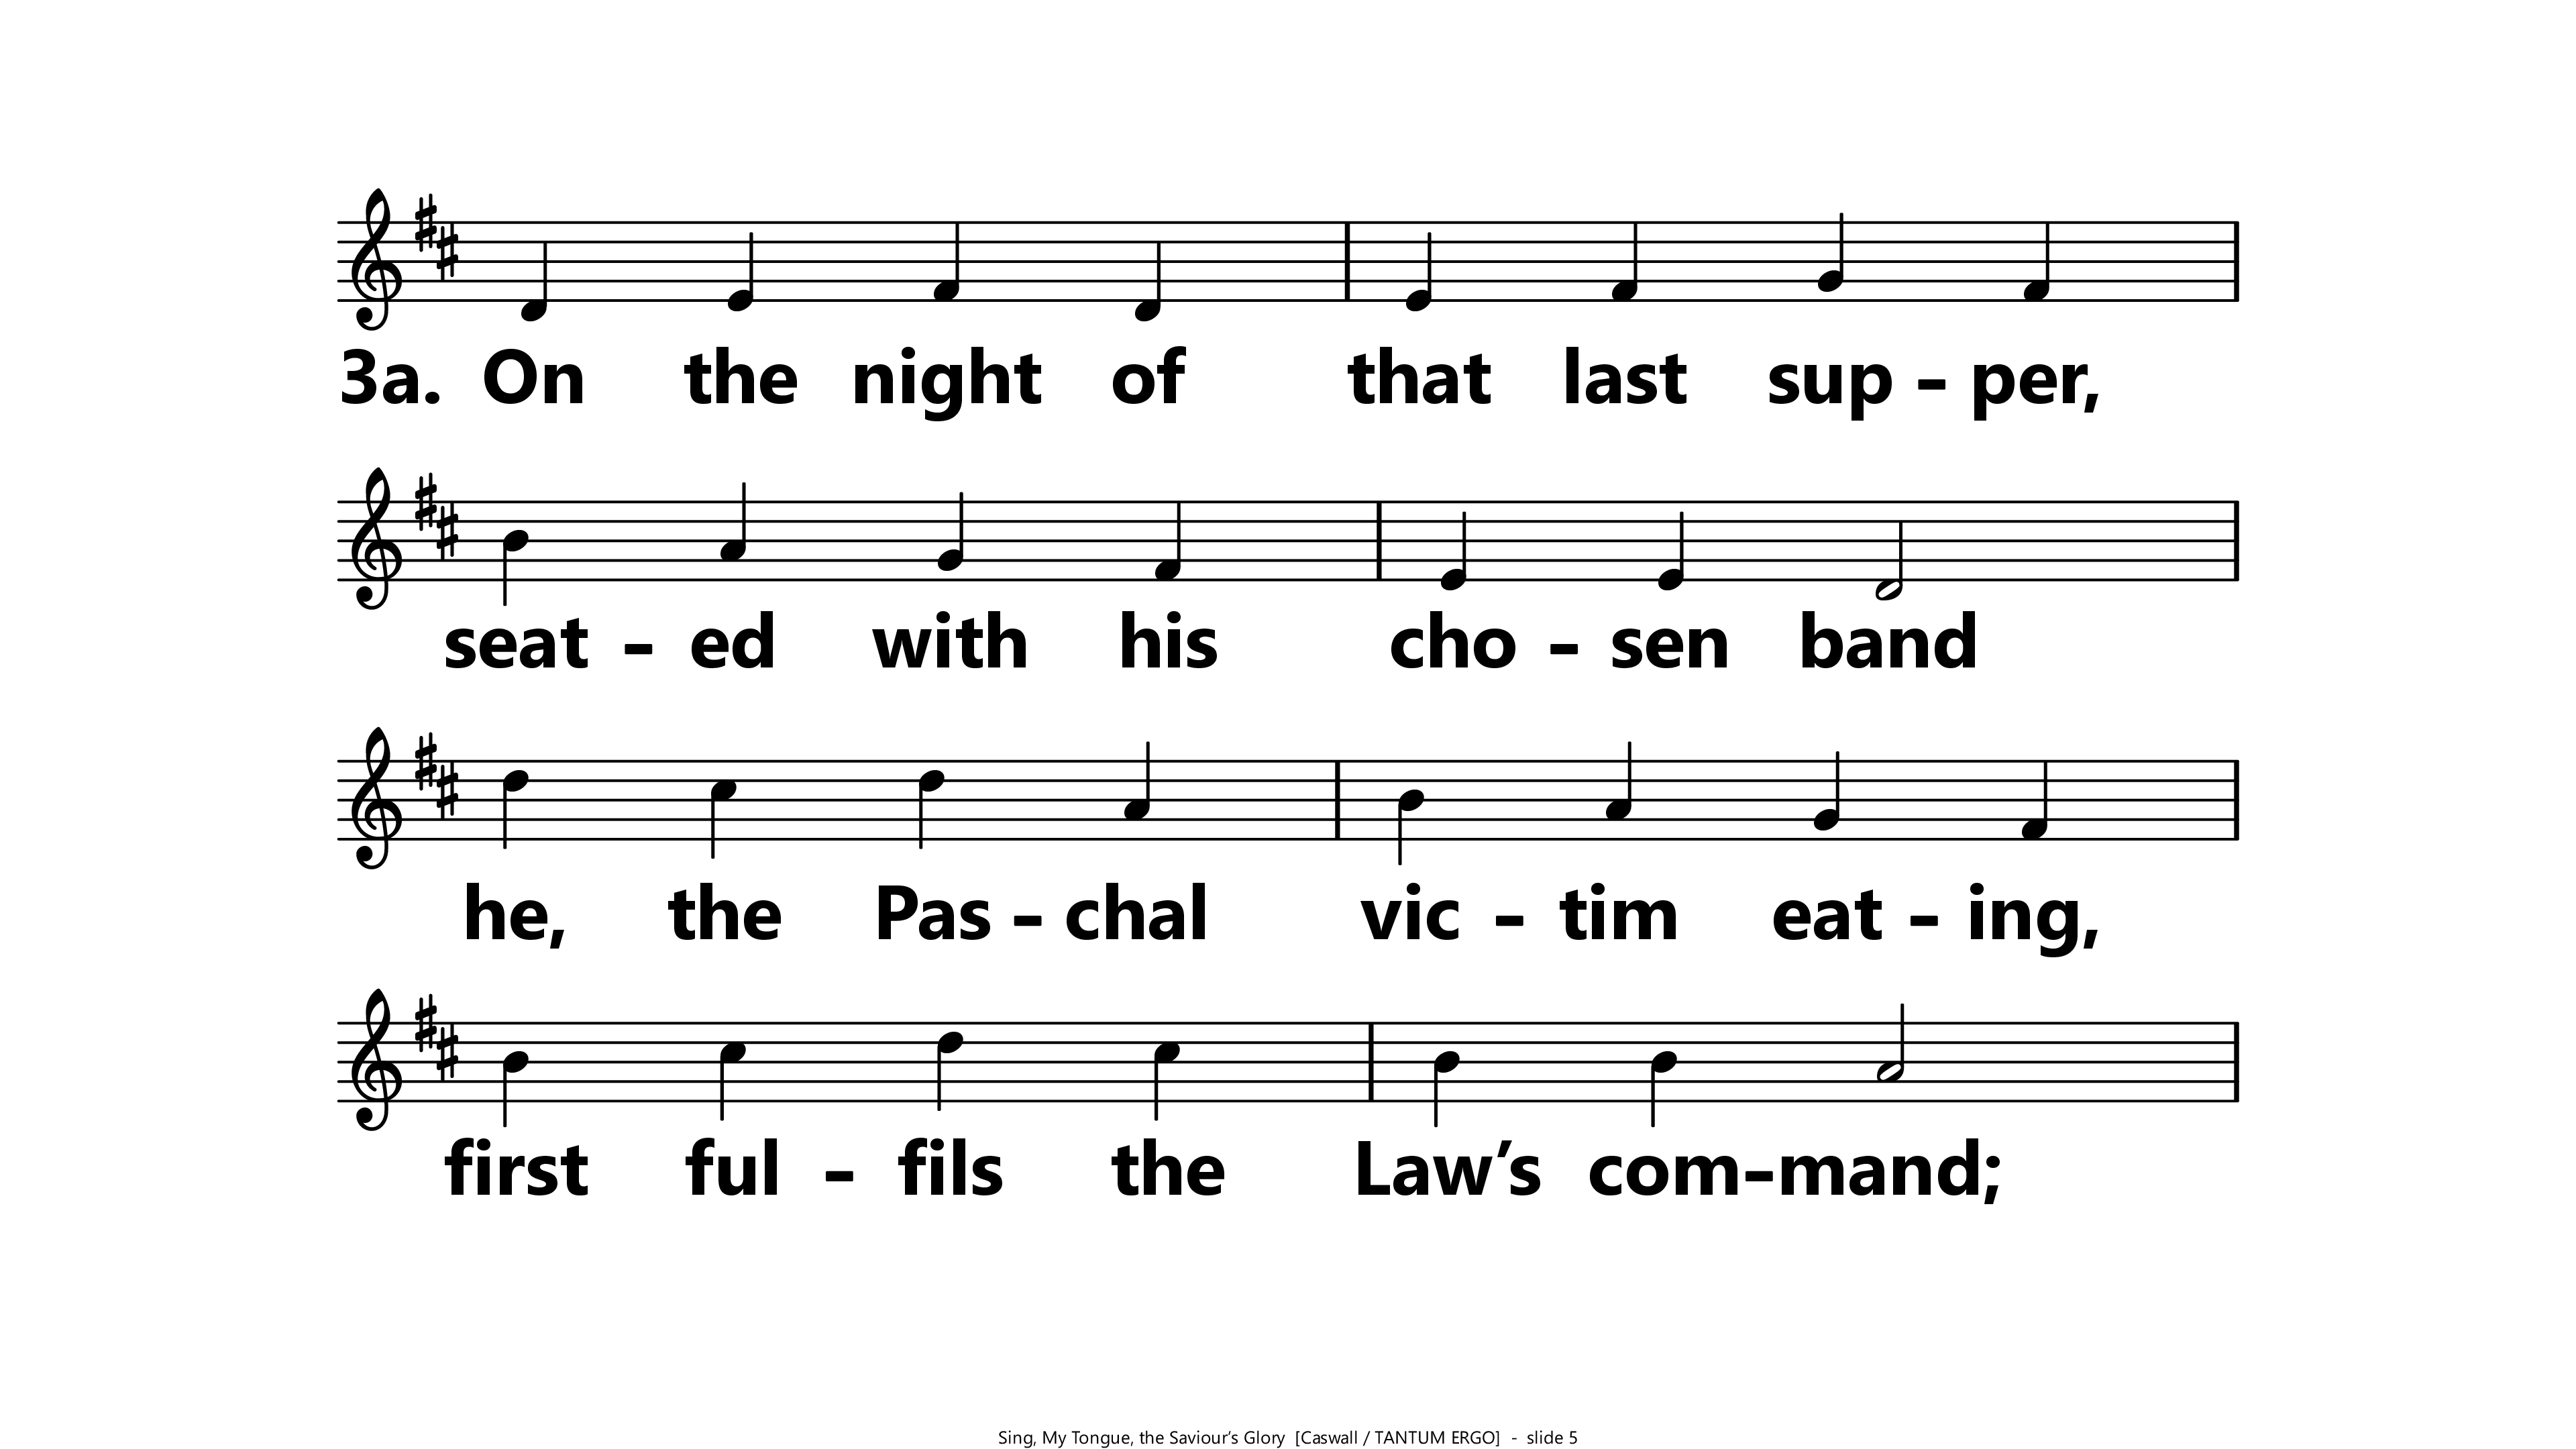 3a. On the night of that last sup - per,
seat - ed with his cho - sen band
he, the Pas - chal vic - tim eat - ing,
first ful - fils the Law’s com-mand;
Sing, My Tongue, the Saviour’s Glory [Caswall / TANTUM ERGO] - slide 5